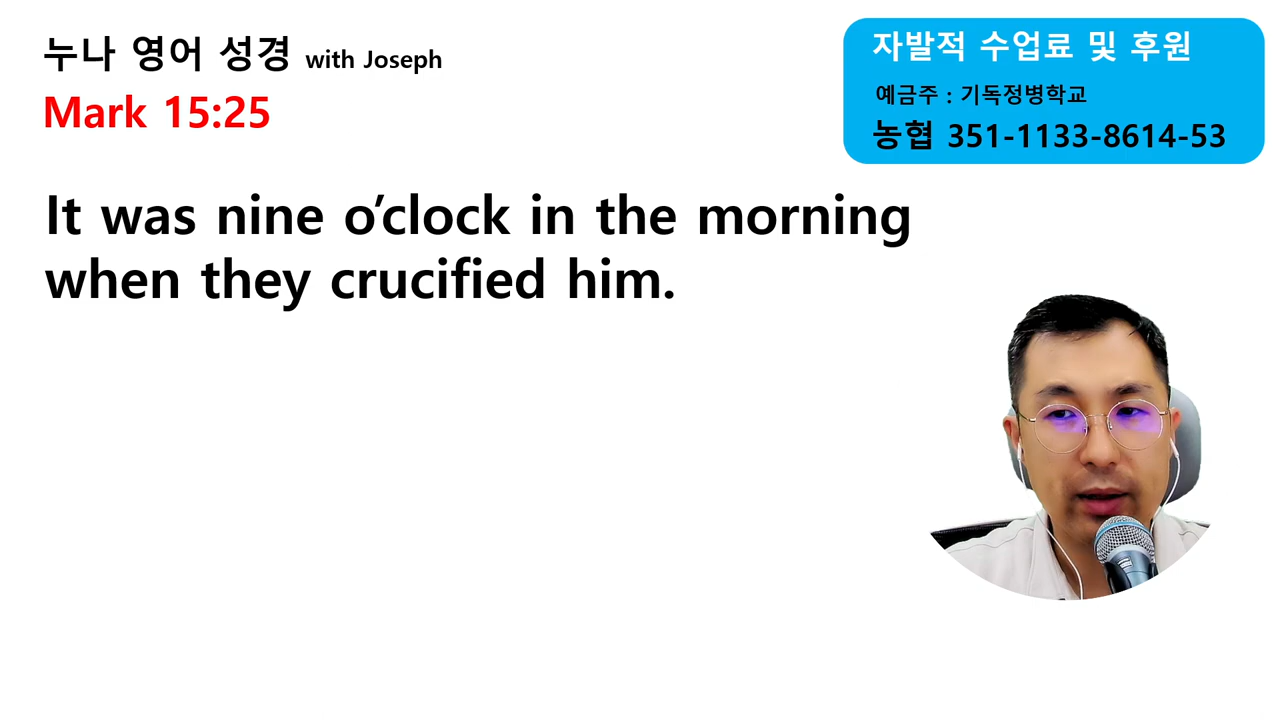 누나 영어 성경 with Joseph
Mark 15:25
자발적 수업료 및 후원
예금주 : 기독정병학교
농협 351-1133-8614-53
It was nine o’clock in the morning
when they crucified him.